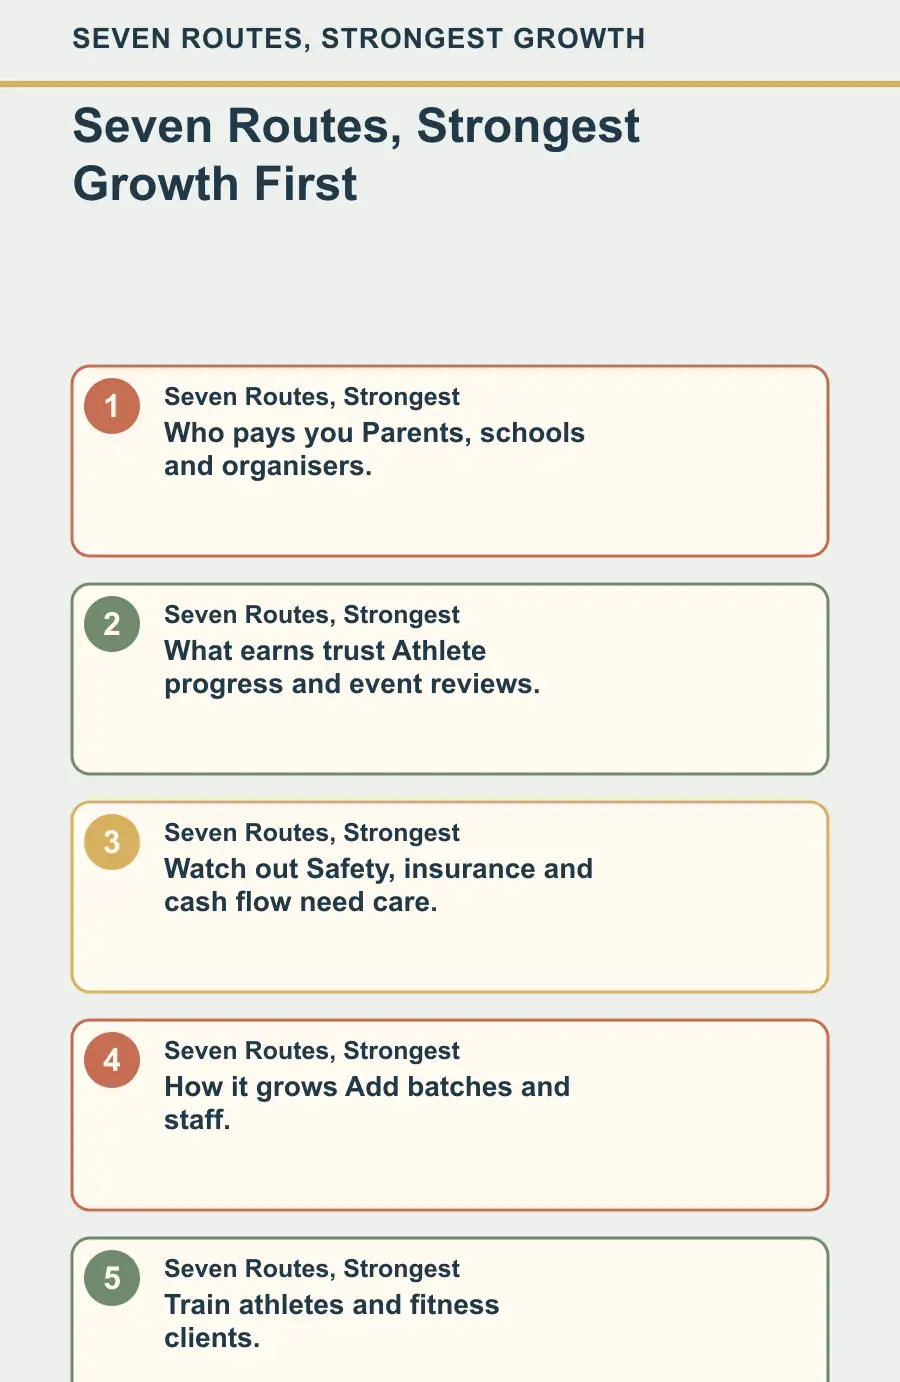 SEVEN ROUTES, STRONGEST GROWTH
Seven Routes, Strongest
Growth First
1
Seven Routes, Strongest
Who pays you Parents, schools
and organisers.
2
Seven Routes, Strongest
What earns trust Athlete
progress and event reviews.
3
Seven Routes, Strongest
Watch out Safety, insurance and
cash flow need care.
4
Seven Routes, Strongest
How it grows Add batches and
staff.
5
Seven Routes, Strongest
Train athletes and fitness
clients.